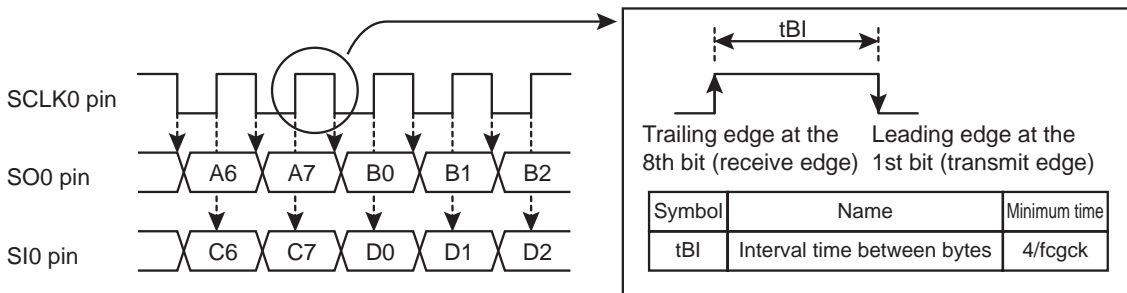 SCLK0 pin
SO0 pin
A6 A7 B0 B1 B2
SI0 pin
C6 C7 D0 D1 D2
tBI
Trailing edge at the
8th bit (receive edge)
Leading edge at the
1st bit (transmit edge)
Symbol Name Minimum time
tBI Interval time between bytes 4/fcgck